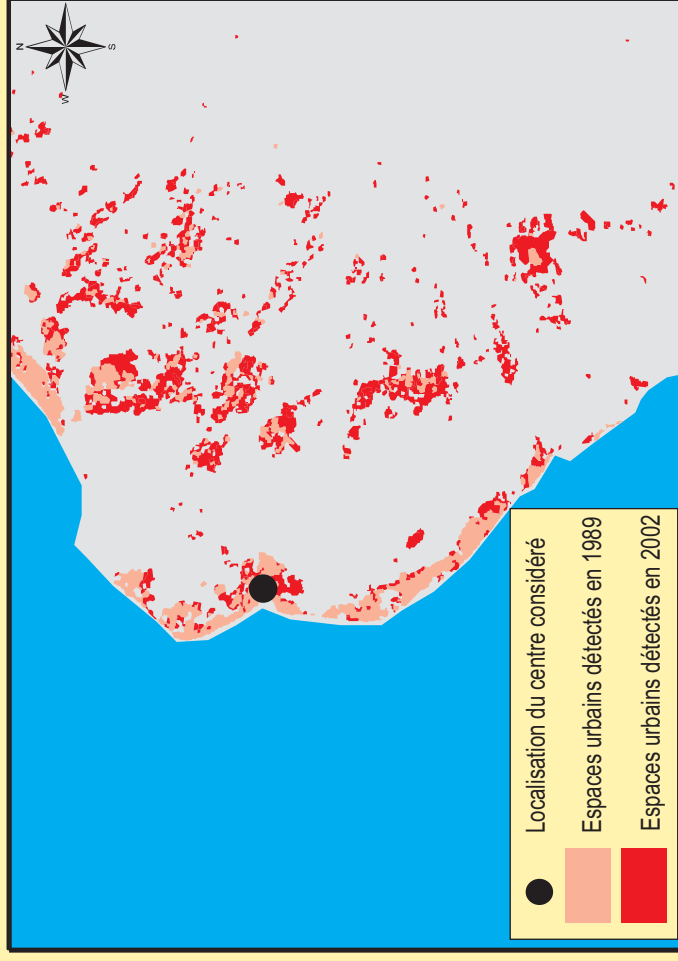 N
S
W
Localisation du centre considéré
Espaces urbains détectés en 1989
Espaces urbains détectés en 2002